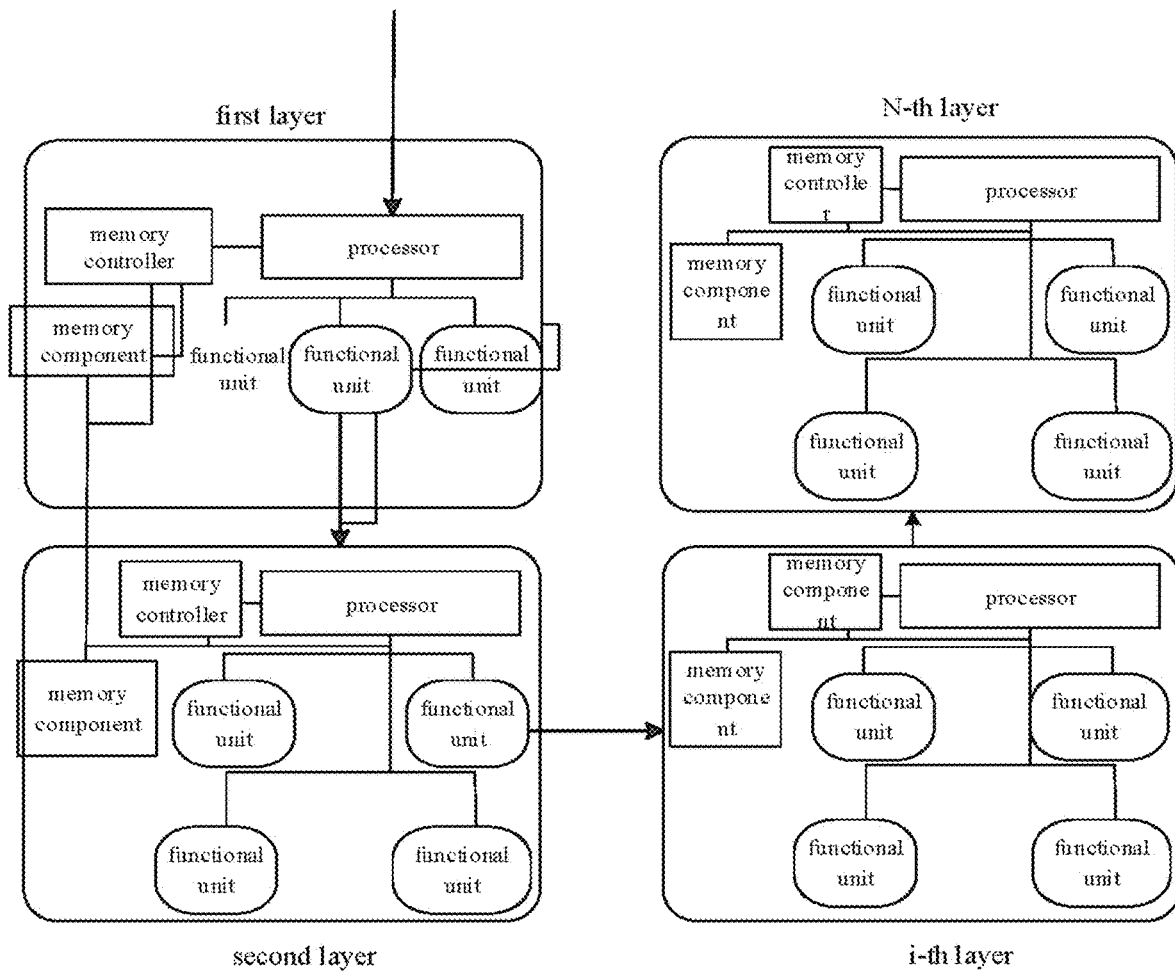 first layer
memory
controller
processor
memory
component
functional
unit
functional
unit
functional
unit
N-th layer
memory
controlle
r
processor
memory
compone
nt
functional
unit
functional
unit
functional
unit
functional
unit
memory
controller
processor
memory
component
functional
unit
functional
unit
functional
unit
functional
unit
second layer
memory
compone
nt
processor
memory
compone
nt
functional
unit
functional
unit
functional
unit
functional
unit
i-th layer